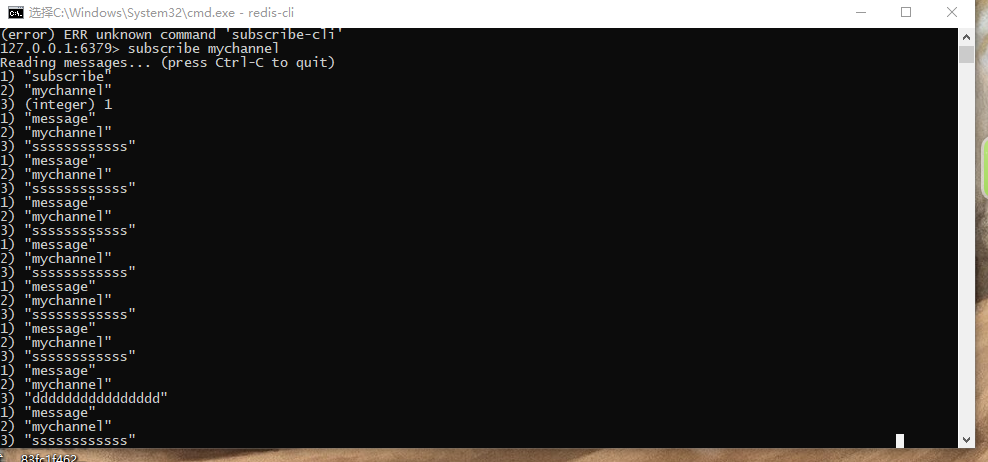 选择C:\Windows\System32\cmd.exe - redis-cli
(error) ERR unknown command 'subscribe-cli'
127.0.0.1:6379> subscribe mychannel
Reading messages... (press Ctrl-C to quit)
1) "subscribe"
2) "mychannel"
3) (integer) 1
1) "message"
2) "mychannel"
3) "ssssssssssss"
1) "message"
2) "mychannel"
3) "ssssssssssss"
1) "message"
2) "mychannel"
3) "ssssssssssss"
1) "message"
2) "mychannel"
3) "ssssssssssss"
1) "message"
2) "mychannel"
3) "ssssssssssss"
1) "message"
2) "mychannel"
3) "ssssssssssss"
1) "message"
2) "mychannel"
3) "dddddddddddddddd"
1) "message"
2) "mychannel"
3) "ssssssssssss"
83fc1f462